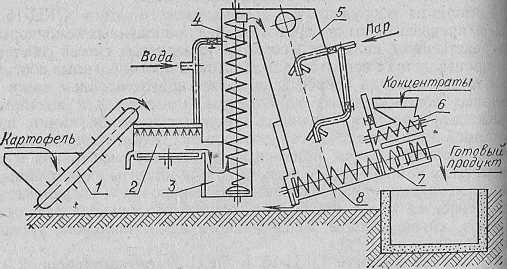 4
5
Пар
Вода
Концентраты
6
Картофель
Готовый
продукт
1
2
3
7
8